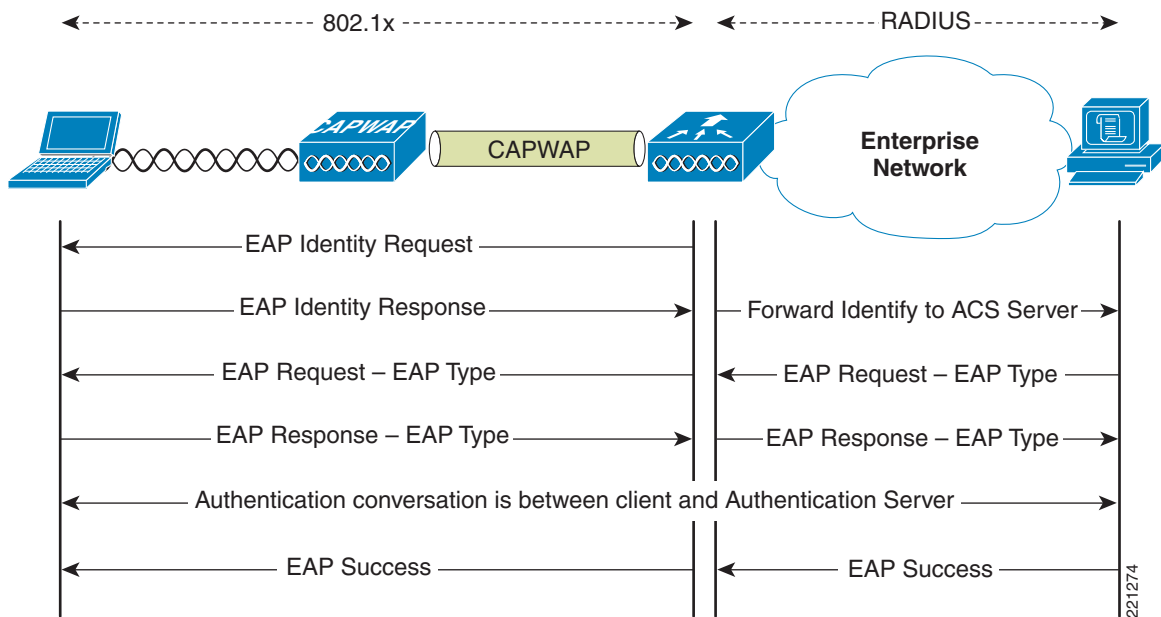 802.1x
RADIUS
CAPWAP
CAPWAP
Enterprise
Network
EAP Identity Request
EAP Identity Response
Forward Identify to ACS Server
EAP Request – EAP Type
EAP Request – EAP Type
EAP Response – EAP Type
EAP Response – EAP Type
Authentication conversation is between client and Authentication Server
EAP Success
EAP Success
221274